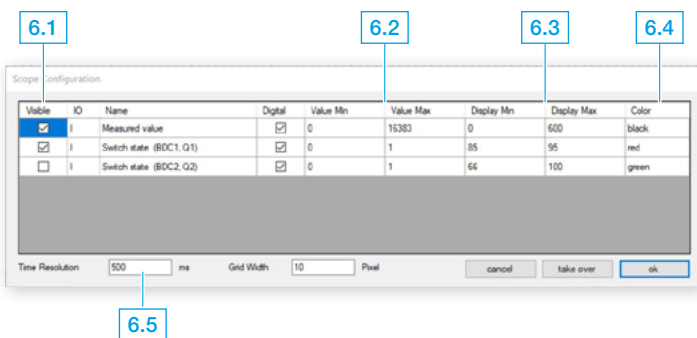 6.1 6.2 6.3 6.4
Scope Configuration
Visible IO Name Digital Value Min Value Max Display Min Display Max Color
I Measured value 0 16383 0 600 black
I Switch state (BDC1, Q1) 0 1 85 95 red
I Switch state (BDC2, Q2) 0 1 66 100 green
Time Resolution 500 ms Grid Width 10 Pixel cancel take over ok
6.5